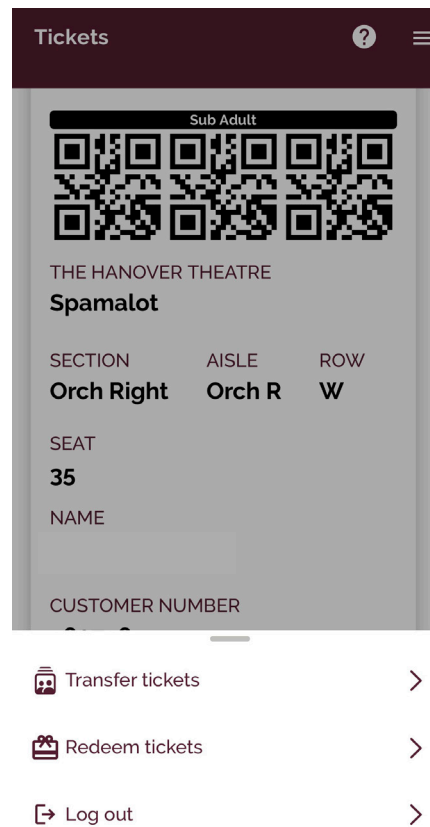 Tickets
Sub Adult
THE HANOVER THEATRE
Spamalot
SECTION AISLE ROW
Orch Right Orch R W
SEAT
35
NAME
CUSTOMER NUMBER
Transfer tickets
Redeem tickets
Log out